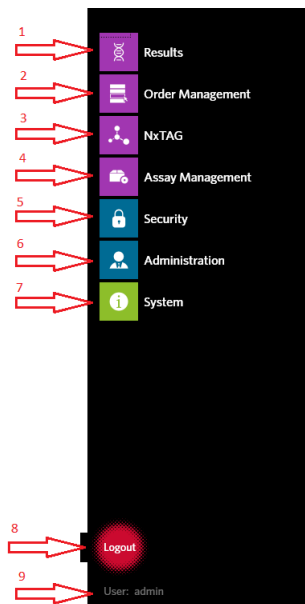 1
Results
2
Order Management
3
NxTAG
4
Assay Management
5
Security
6
Administration
7
System
8
Logout
9
User: admin